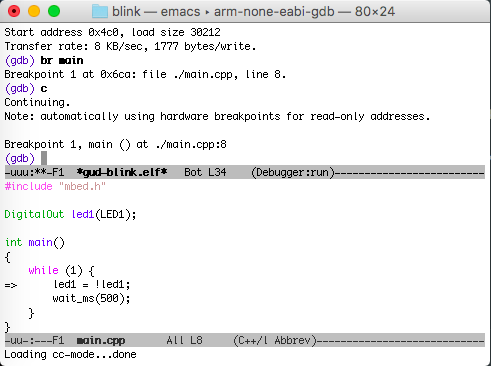 blink — emacs ▸ arm-none-eabi-gdb — 80×24
Start address 0x4c0, load size 30212
Transfer rate: 8 KB/sec, 1777 bytes/write.
(gdb) br main
Breakpoint 1 at 0x6ca: file ./main.cpp, line 8.
(gdb) c
Continuing.
Note: automatically using hardware breakpoints for read-only addresses.

Breakpoint 1, main () at ./main.cpp:8
(gdb)
-uuu:**-F1  *gud-blink.elf*   Bot L34    (Debugger:run)-------------------------
#include "mbed.h"

DigitalOut led1(LED1);

int main()
{
    while (1) {
=>      led1 = !led1;
        wait_ms(500);
    }
}
-uu-:---F1  main.cpp       All L8     (C++/l Abbrev)----------------------------
Loading cc-mode...done